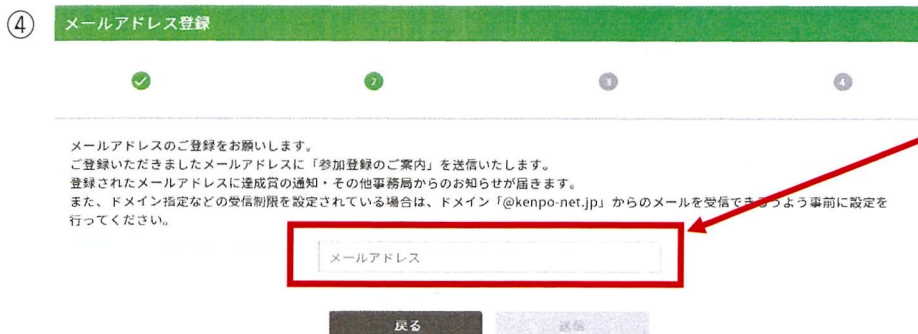 ④
メールアドレス登録
2
3
4
メールアドレスのご登録をお願いします。
ご登録いただきましたメールアドレスに「参加登録のご案内」を送信いたします。
登録されたメールアドレスに達成賞の通知・その他事務局からのお知らせが届きます。
また、ドメイン指定などの受信制限を設定されている場合は、ドメイン「@kenpo-net.jp」からのメールを受信できるよう事前に設定を
行ってください。
メールアドレス
戻る
送信